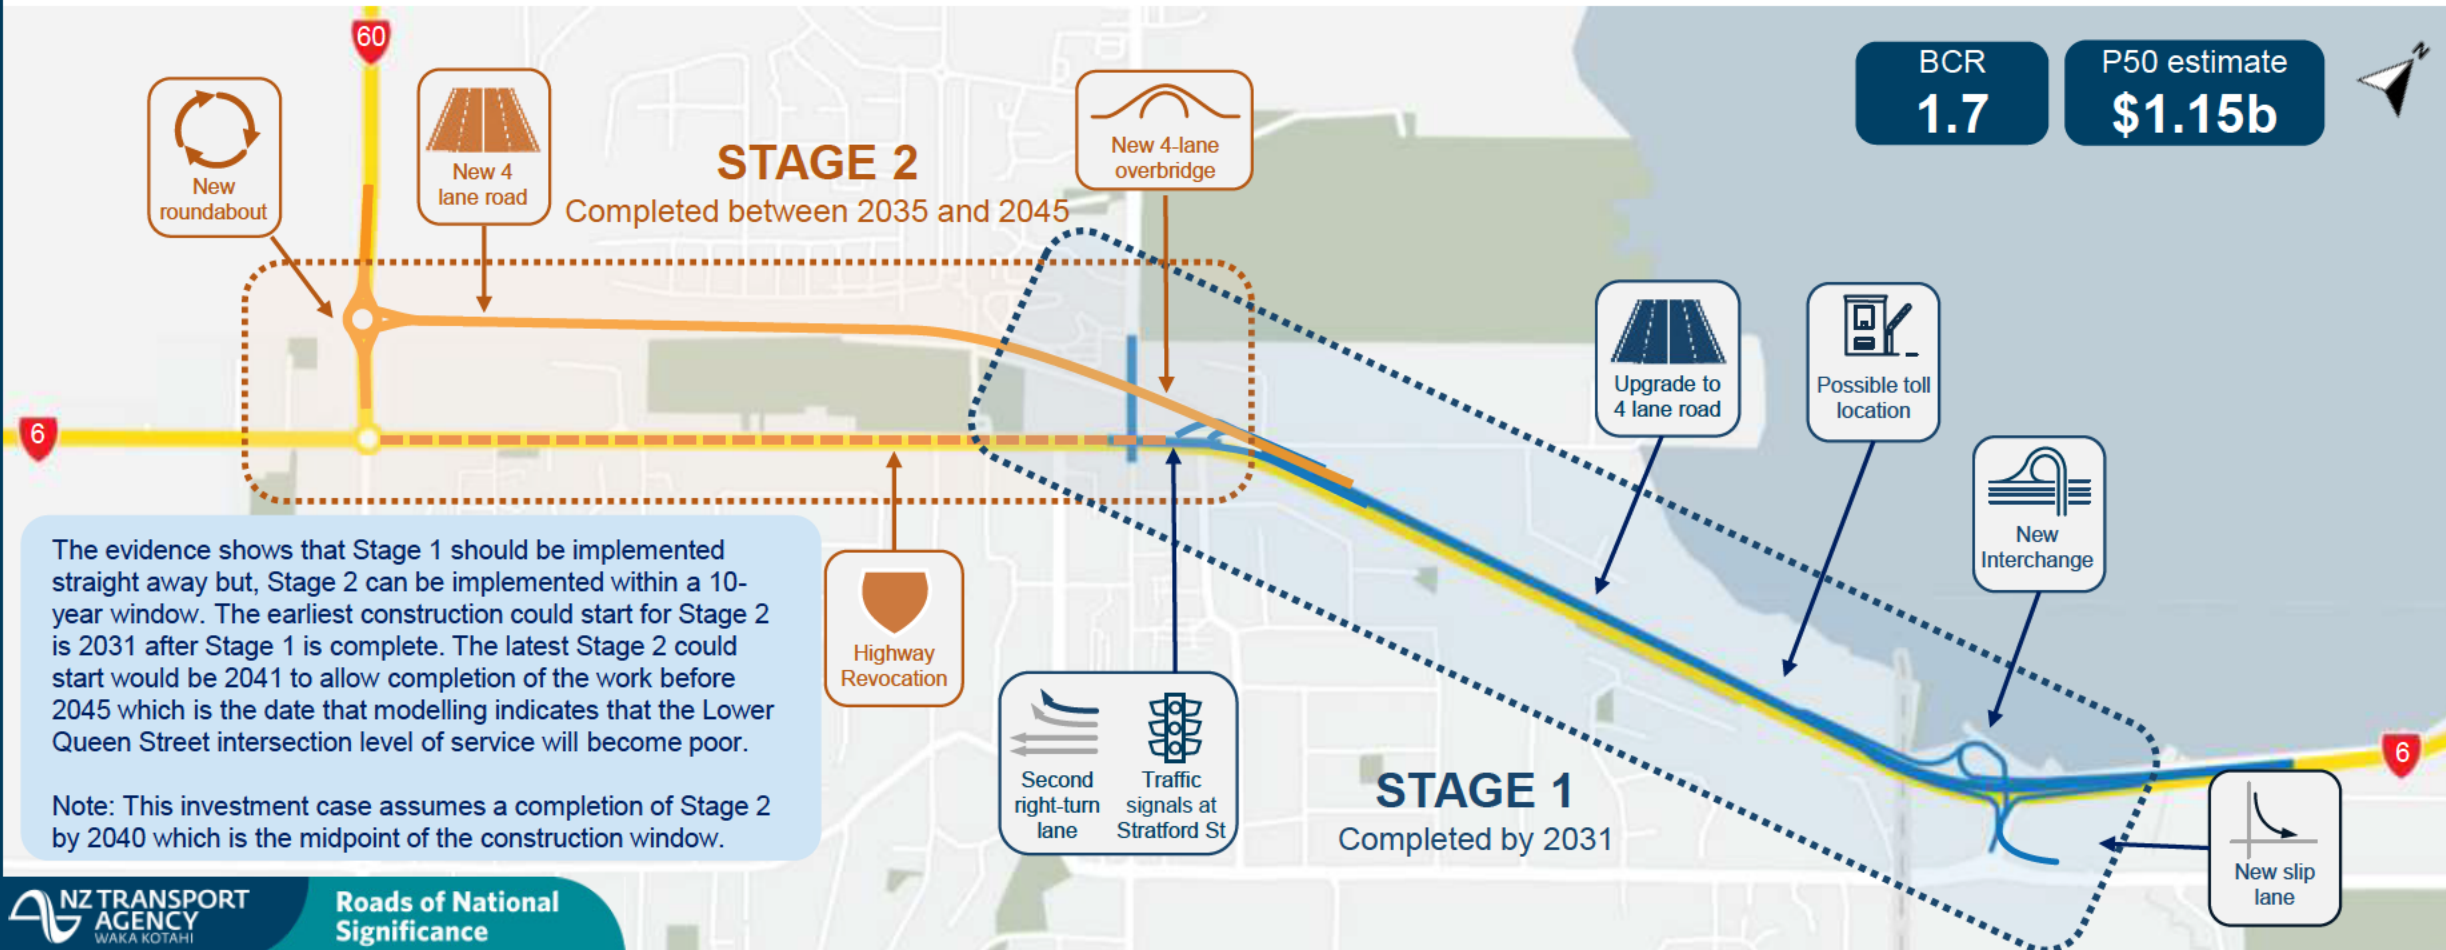 60
New
roundabout
New 4
lane road
STAGE 2
Completed between 2035 and 2045
New 4-lane
overbridge
BCR
1.7
P50 estimate
$1.15b
N
Upgrade to
4 lane road
Possible toll
location
New
Interchange
6
6
The evidence shows that Stage 1 should be implemented
straight away but, Stage 2 can be implemented within a 10-
year window. The earliest construction could start for Stage 2
is 2031 after Stage 1 is complete. The latest Stage 2 could
start would be 2041 to allow completion of the work before
2045 which is the date that modelling indicates that the Lower
Queen Street intersection level of service will become poor.
Note: This investment case assumes a completion of Stage 2
by 2040 which is the midpoint of the construction window.
Highway
Revocation
Second
right-turn
lane
Traffic
signals at
Stratford St
STAGE 1
Completed by 2031
New slip
lane
NZ TRANSPORT
AGENCY
WAKA KOTAHI
Roads of National
Significance